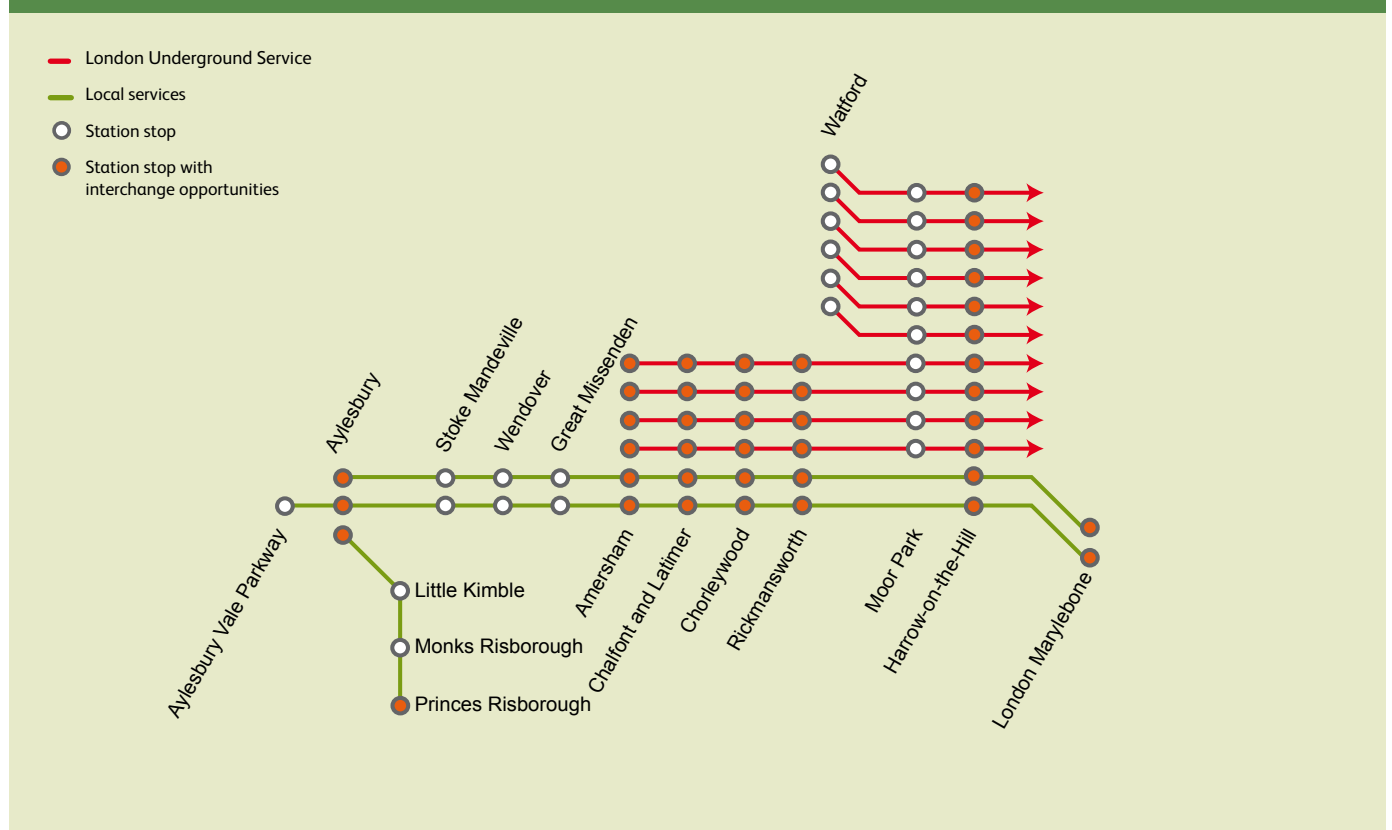 London Underground Service
Local services
Station stop
Station stop with
interchange opportunities
Watford
Aylesbury
Stoke Mandeville
Wendover
Great Missenden
Aylesbury Vale Parkway
Little Kimble
Monks Risborough
Princes Risborough
Amersham
Chalfont and Latimer
Chorleywood
Rickmansworth
Moor Park
Harrow-on-the-Hill
London Marylebone